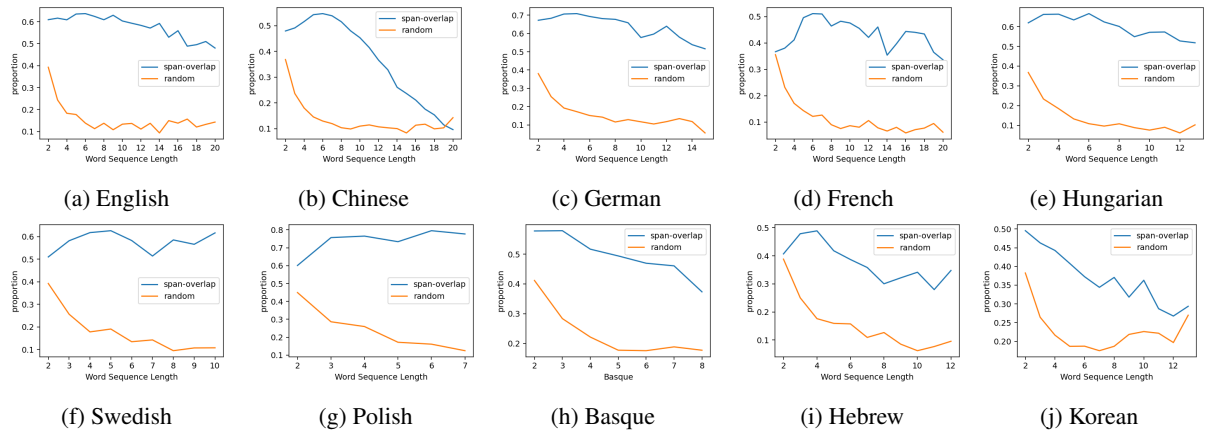 proportion
0.6
0.5
0.4
0.3
0.2
0.1
span-overlap
random
2 4 6 8 10 12 14 16 18 20
Word Sequence Length
(a) English
proportion
0.5
0.4
0.3
0.2
0.1
span-overlap
random
2 4 6 8 10 12 14 16 18 20
Word Sequence Length
(b) Chinese
proportion
0.7
0.6
0.5
0.4
0.3
0.2
0.1
span-overlap
random
2 4 6 8 10 12 14
Word Sequence Length
(c) German
proportion
0.5
0.4
0.3
0.2
0.1
span-overlap
random
2 4 6 8 10 12 14 16 18 20
Word Sequence Length
(d) French
proportion
0.6
0.5
0.4
0.3
0.2
0.1
span-overlap
random
2 4 6 8 10 12
Word Sequence Length
(e) Hungarian
proportion
0.6
0.5
0.4
0.3
0.2
0.1
span-overlap
random
2 3 4 5 6 7 8 9 10
Word Sequence Length
(f) Swedish
proportion
0.8
0.7
0.6
0.5
0.4
0.3
0.2
0.1
span-overlap
random
2 3 4 5 6 7
Word Sequence Length
(g) Polish
proportion
0.5
0.4
0.3
0.2
span-overlap
random
2 3 4 5 6 7 8
Basque
(h) Basque
proportion
0.5
0.4
0.3
0.2
0.1
span-overlap
random
2 4 6 8 10 12
Word Sequence Length
(i) Hebrew
proportion
0.50
0.45
0.40
0.35
0.30
0.25
0.20
span-overlap
random
2 4 6 8 10 12
Word Sequence Length
(j) Korean